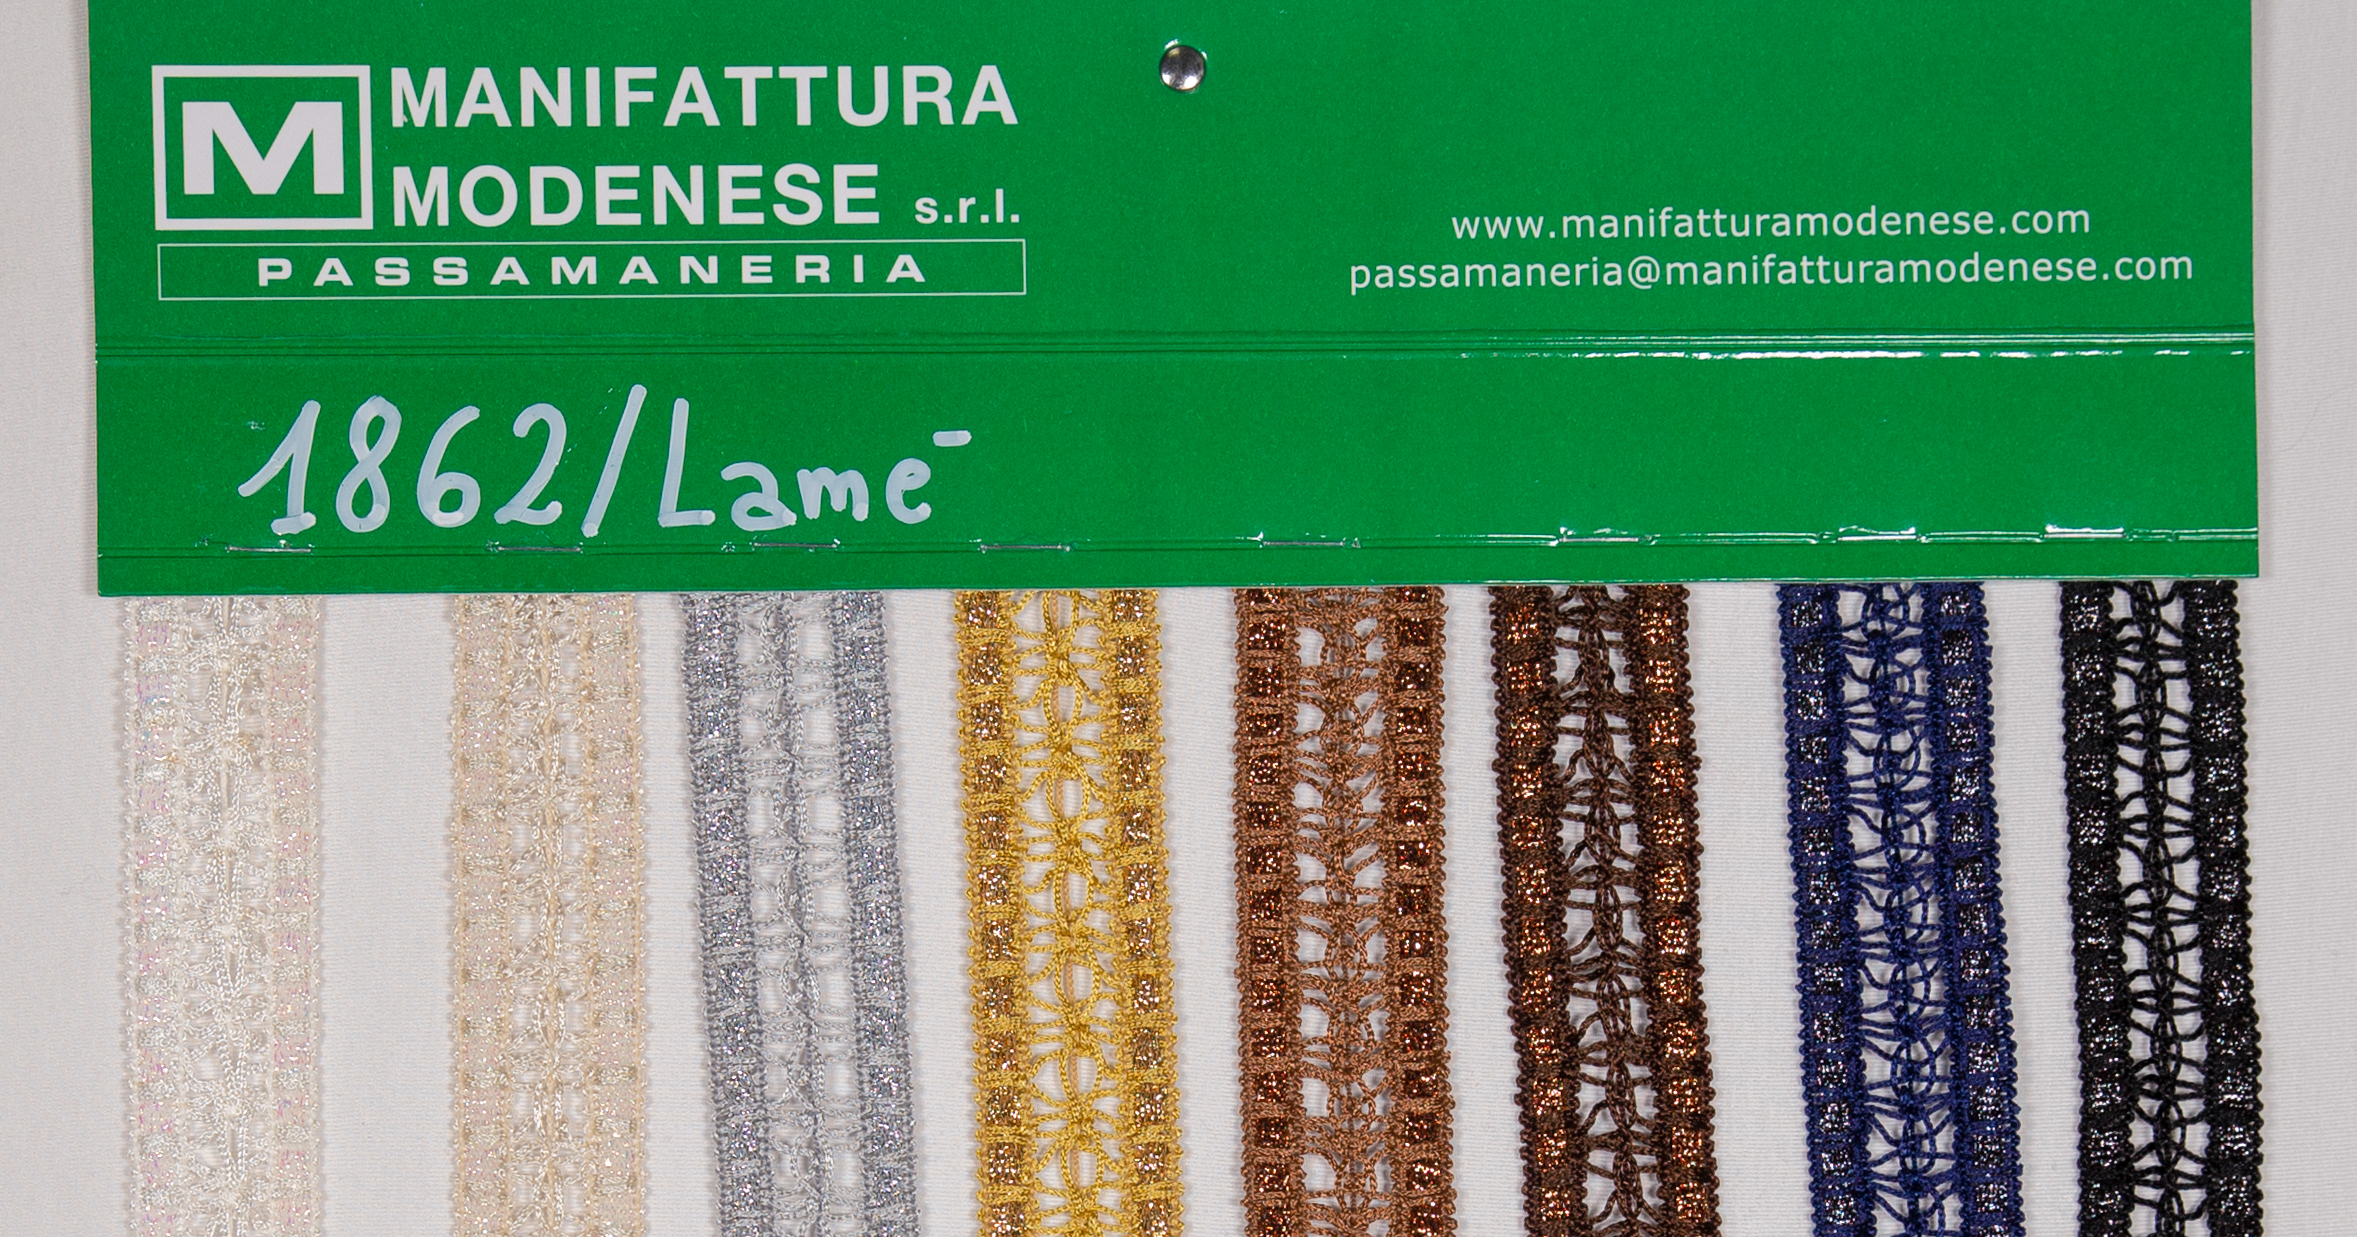 M
MANIFATTURA
MODENESE s.r.l.
PASSAMANERIA
www.manifatturamodenese.com
passamaneria@manifatturamodenese.com
1862/Lamé